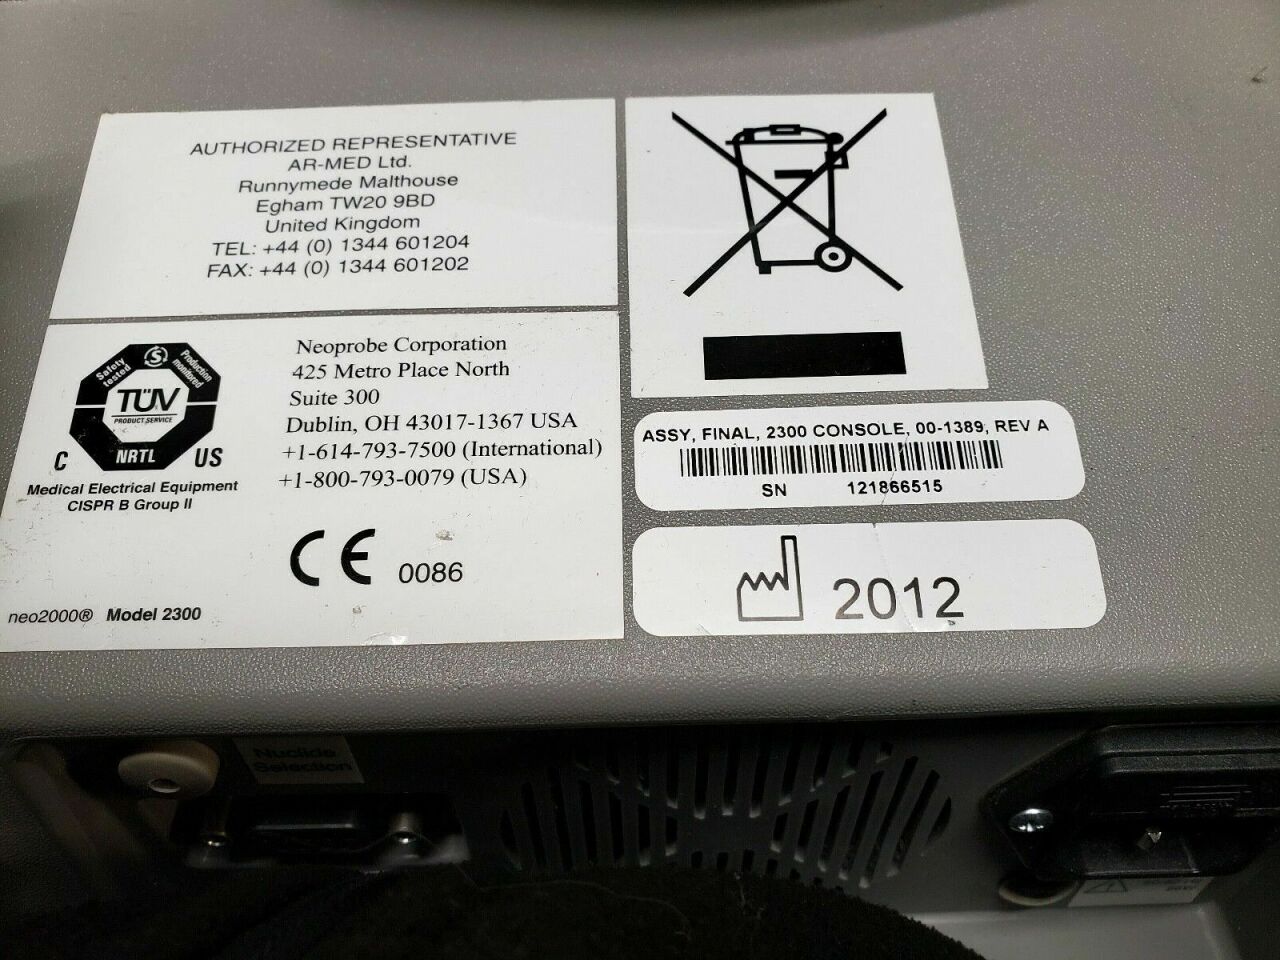 AUTHORIZED REPRESENTATIVE
AR-MED Ltd.
Runnymede Malthouse
Egham TW20 9BD
United Kingdom
TEL: +44 (0) 1344 601204
FAX: +44 (0) 1344 601202
Safety tested
S
Production monitored
TÜV
PRODUCT SERVICE
C NRTL US
Medical Electrical Equipment
CISPR B Group II
Neoprobe Corporation
425 Metro Place North
Suite 300
Dublin, OH 43017-1367 USA
+1-614-793-7500 (International)
+1-800-793-0079 (USA)
CE 0086
neo2000® Model 2300
ASSY, FINAL, 2300 CONSOLE, 00-1389, REV A
SN 121866515
2012
Nuclide
Selection